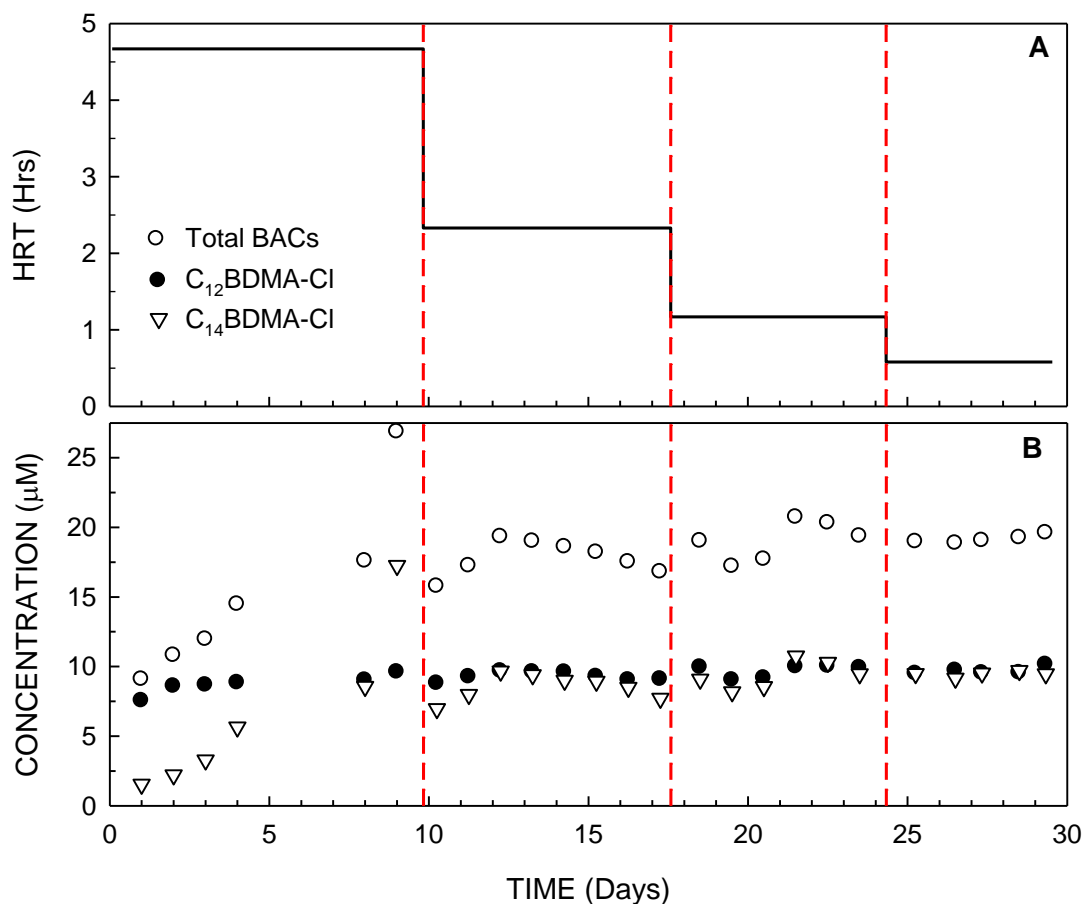 A
5
4
3
2
1
0
HRT (Hrs)
Total BACs
C₁₂BDMA-Cl
C₁₄BDMA-Cl
B
25
20
15
10
5
0
CONCENTRATION (μM)
0 5 10 15 20 25 30
TIME (Days)